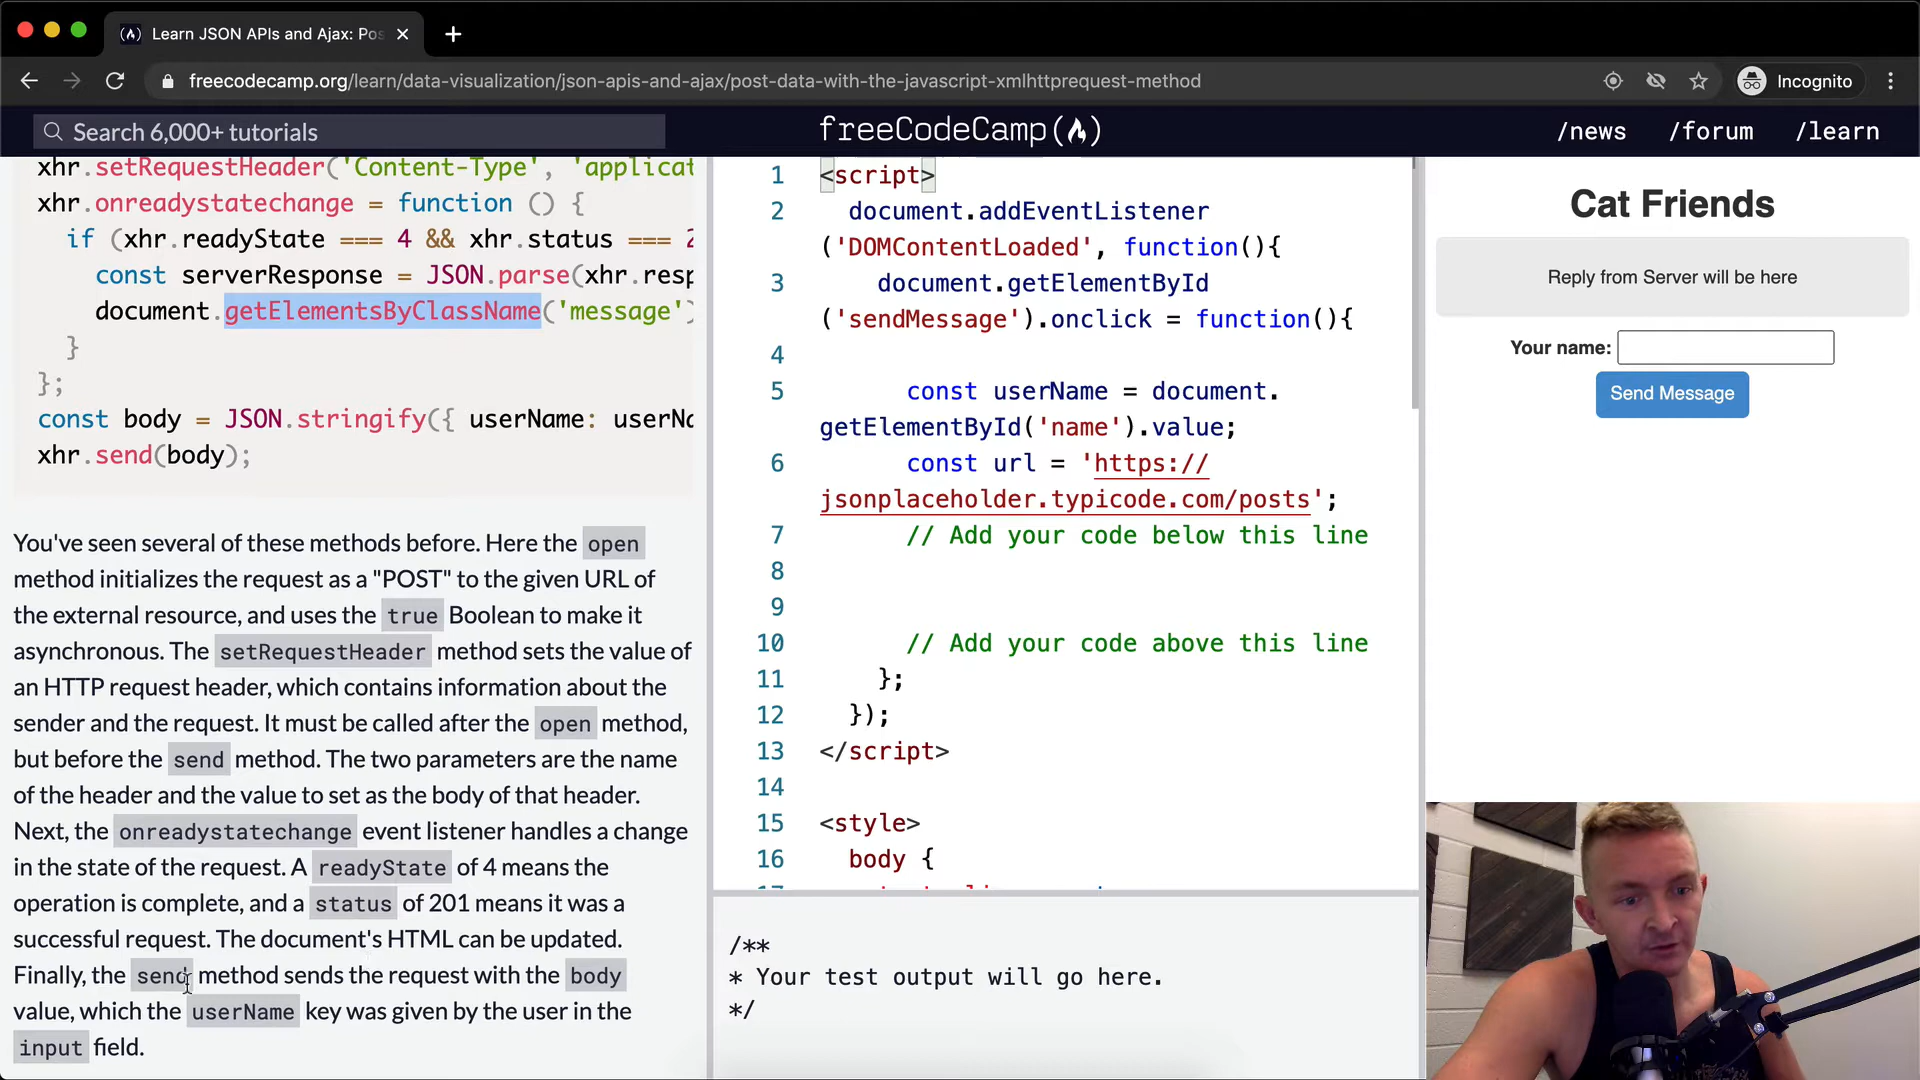 Learn JSON APIs and Ajax: Pos
freecodecamp.org/learn/data-visualization/json-apis-and-ajax/post-data-with-the-javascript-xmlhttprequest-method
Incognito
Search 6,000+ tutorials
freeCodeCamp
/news
/forum
/learn
xhr.setRequestHeader('Content-Type', 'applicat
xhr.onreadystatechange = function () {
if (xhr.readyState === 4 && xhr.status === 2
const serverResponse = JSON.parse(xhr.resp
document.getElementsByClassName('message')
}
};
const body = JSON.stringify({ userName: userNa
xhr.send(body);
You've seen several of these methods before. Here the open
method initializes the request as a "POST" to the given URL of
the external resource, and uses the true Boolean to make it
asynchronous. The setRequestHeader method sets the value of
an HTTP request header, which contains information about the
sender and the request. It must be called after the open method,
but before the send method. The two parameters are the name
of the header and the value to set as the body of that header.
Next, the onreadystatechange event listener handles a change
in the state of the request. A readyState of 4 means the
operation is complete, and a status of 201 means it was a
successful request. The document's HTML can be updated.
Finally, the send method sends the request with the body
value, which the userName key was given by the user in the
input field.
1 <script>
2 document.addEventListener
('DOMContentLoaded', function(){
3 document.getElementById
('sendMessage').onclick = function(){
4
5 const userName = document.
getElementById('name').value;
6 const url = 'https://
jsonplaceholder.typicode.com/posts';
7 // Add your code below this line
8
9
10 // Add your code above this line
11 };
12 });
13 </script>
14
15 <style>
16 body {
/**
* Your test output will go here.
*/
Cat Friends
Reply from Server will be here
Your name:
Send Message